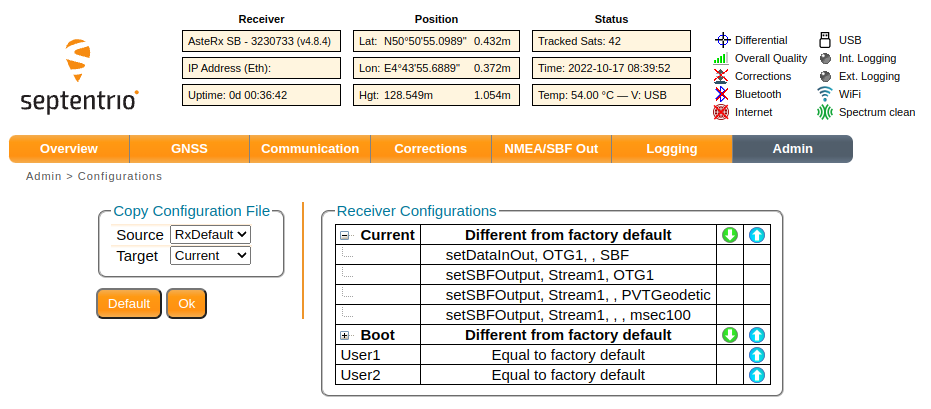 Receiver
Position
Status
septentrio
AsteRx SB - 3230733 (v4.8.4)
IP Address (Eth):
Uptime: 0d 00:36:42
Lat: N50°50'55.0989" 0.432m
Lon: E4°43'55.6889" 0.372m
Hgt: 128.549m 1.054m
Tracked Sats: 42
Time: 2022-10-17 08:39:52
Temp: 54.00 °C — V: USB
Differential
Overall Quality
Corrections
Bluetooth
Internet
USB
Int. Logging
Ext. Logging
WiFi
Spectrum clean
Overview GNSS Communication Corrections NMEA/SBF Out Logging Admin
Admin > Configurations
Copy Configuration File
Source RxDefault
Target Current
Default Ok
Receiver Configurations
Current Different from factory default
setDataInOut, OTG1, , SBF
setSBFOutput, Stream1, OTG1
setSBFOutput, Stream1, , PVTGeodetic
setSBFOutput, Stream1, , , msec100
Boot Different from factory default
User1 Equal to factory default
User2 Equal to factory default